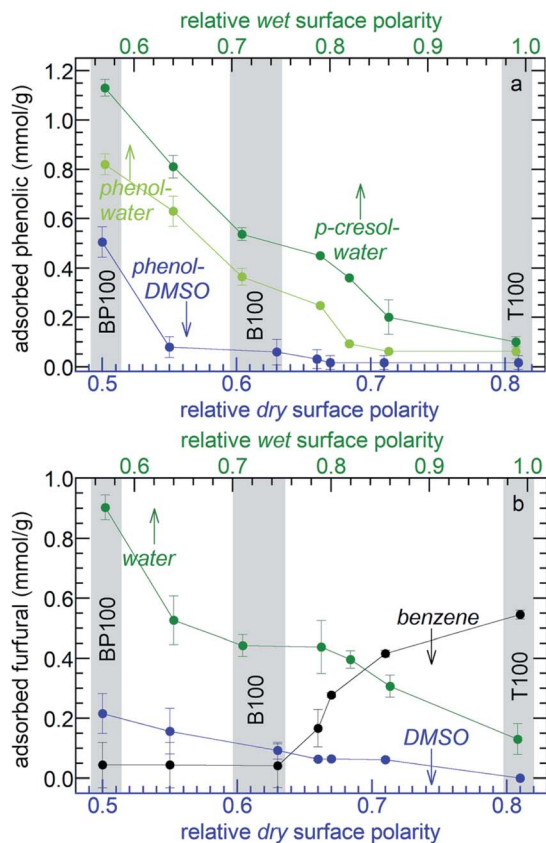 relative wet surface polarity
0.6 0.7 0.8 0.9 1.0
a
1.2
1.0
0.8
0.6
0.4
0.2
0.0
adsorbed phenolic (mmol/g)
phenol-
water
p-cresol-
water
phenol-
DMSO
BP100
B100
T100
0.5 0.6 0.7 0.8
relative dry surface polarity
relative wet surface polarity
0.6 0.7 0.8 0.9 1.0
b
1.0
0.8
0.6
0.4
0.2
0.0
adsorbed furfural (mmol/g)
water
benzene
DMSO
BP100
B100
T100
0.5 0.6 0.7 0.8
relative dry surface polarity